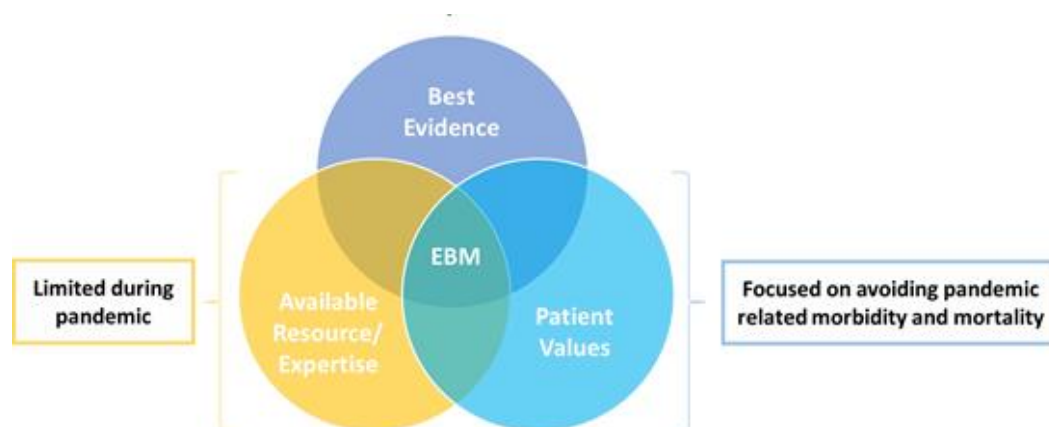 Best
Evidence
EBM
Limited during
pandemic
Available
Resource/
Expertise
Patient
Values
Focused on avoiding pandemic
related morbidity and mortality